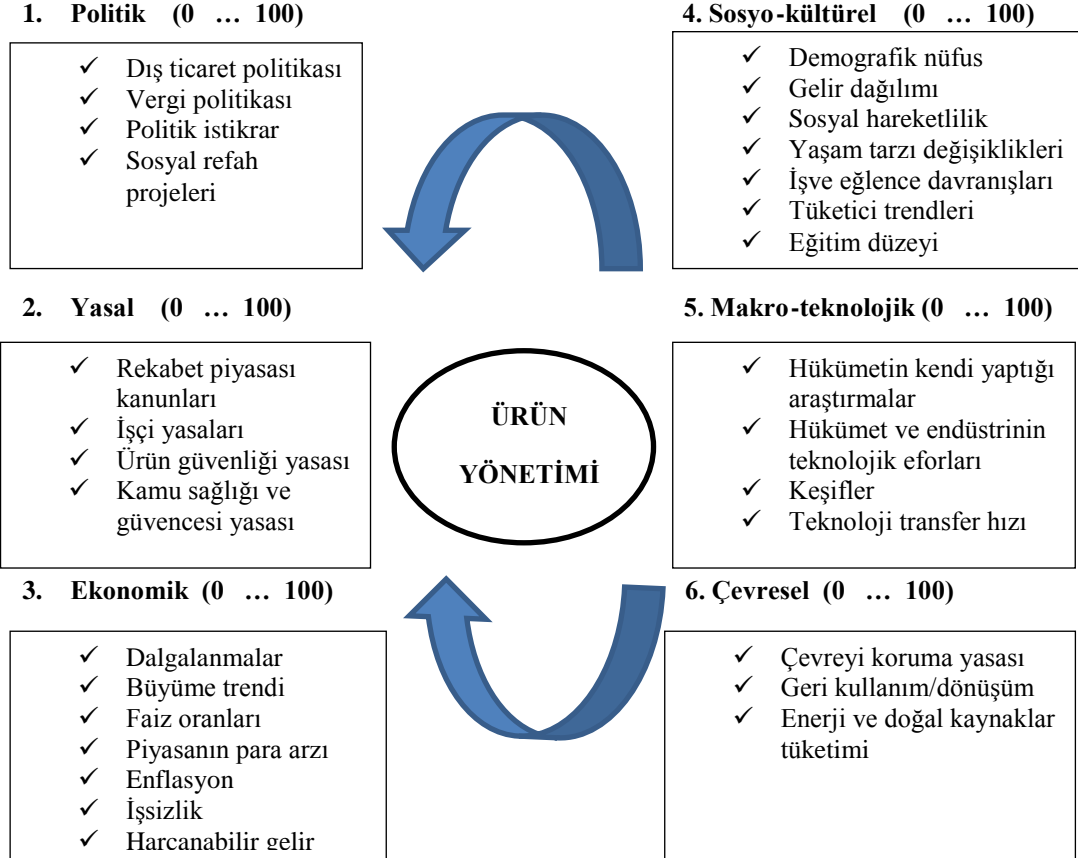 1. Politik (0 … 100)
✓ Dış ticaret politikası
✓ Vergi politikası
✓ Politik istikrar
✓ Sosyal refah
projeleri
2. Yasal (0 … 100)
✓ Rekabet piyasası
kanunları
✓ İşçi yasaları
✓ Ürün güvenliği yasası
✓ Kamu sağlığı ve
güvencesi yasası
3. Ekonomik (0 … 100)
✓ Dalgalanmalar
✓ Büyüme trendi
✓ Faiz oranları
✓ Piyasanın para arzı
✓ Enflasyon
✓ İşsizlik
✓ Harcanabilir gelir
ÜRÜN
YÖNETİMİ
4. Sosyo-kültürel (0 … 100)
✓ Demografik nüfus
✓ Gelir dağılımı
✓ Sosyal hareketlilik
✓ Yaşam tarzı değişiklikleri
✓ İşve eğlence davranışları
✓ Tüketici trendleri
✓ Eğitim düzeyi
5. Makro-teknolojik (0 … 100)
✓ Hükümetin kendi yaptığı
araştırmalar
✓ Hükümet ve endüstrinin
teknolojik eforları
✓ Keşifler
✓ Teknoloji transfer hızı
6. Çevresel (0 … 100)
✓ Çevreyi koruma yasası
✓ Geri kullanım/dönüşüm
✓ Enerji ve doğal kaynaklar
tüketimi